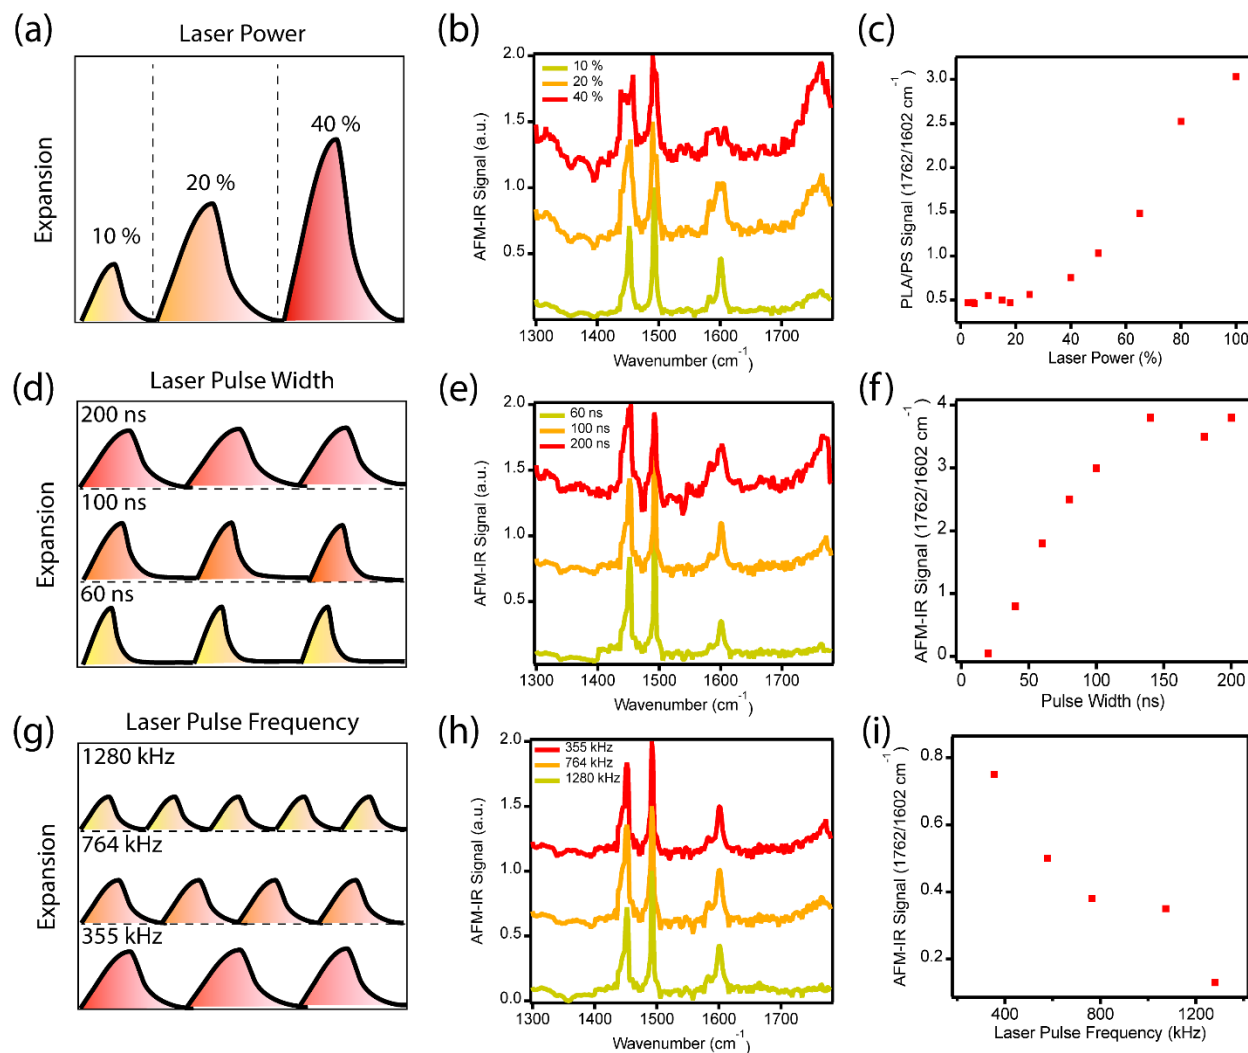 (a)
Laser Power
Expansion
10 %
20 %
40 %
(b)
AFM-IR Signal (a.u.)
2.0
1.5
1.0
0.5
10 %
20 %
40 %
1300
1400
1500
1600
1700
Wavenumber (cm-1)
(c)
PLA/PS Signal (1762/1602 cm-1)
3.0
2.5
2.0
1.5
1.0
0.5
0
20
40
60
80
100
Laser Power (%)
(d)
Laser Pulse Width
Expansion
200 ns
100 ns
60 ns
(e)
AFM-IR Signal (a.u.)
2.0
1.5
1.0
0.5
60 ns
100 ns
200 ns
1300
1400
1500
1600
1700
Wavenumber (cm-1)
(f)
AFM-IR Signal (1762/1602 cm-1)
4
3
2
1
0
0
50
100
150
200
Pulse Width (ns)
(g)
Laser Pulse Frequency
Expansion
1280 kHz
764 kHz
355 kHz
(h)
AFM-IR Signal (a.u.)
2.0
1.5
1.0
0.5
0.0
355 kHz
764 kHz
1280 kHz
1300
1400
1500
1600
1700
Wavenumber (cm-1)
(i)
AFM-IR Signal (1762/1602 cm-1)
0.8
0.6
0.4
0.2
400
800
1200
Laser Pulse Frequency (kHz)